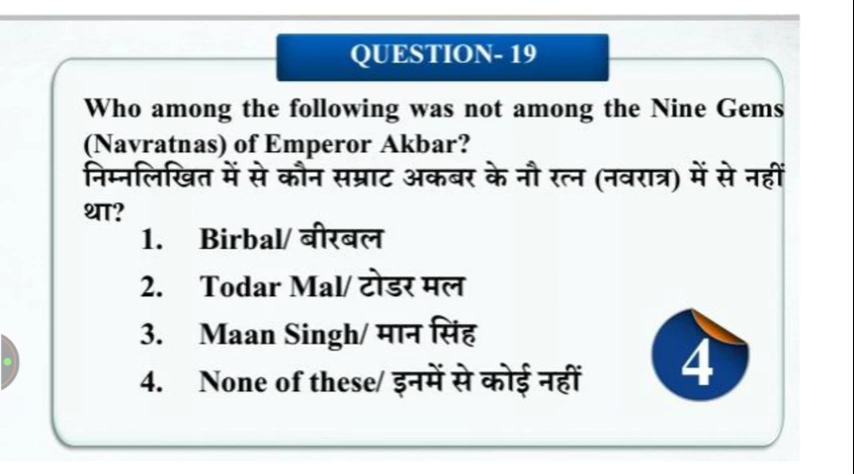 QUESTION- 19
Who among the following was not among the Nine Gems
(Navratnas) of Emperor Akbar?
निम्नलिखित में से कौन सम्राट अकबर के नौ रत्न (नवरात्र) में से नहीं
था?
1. Birbal/ बीरबल
2. Todar Mal/ टोडर मल
3. Maan Singh/ मान सिंह
4. None of these/ इनमें से कोई नहीं
4